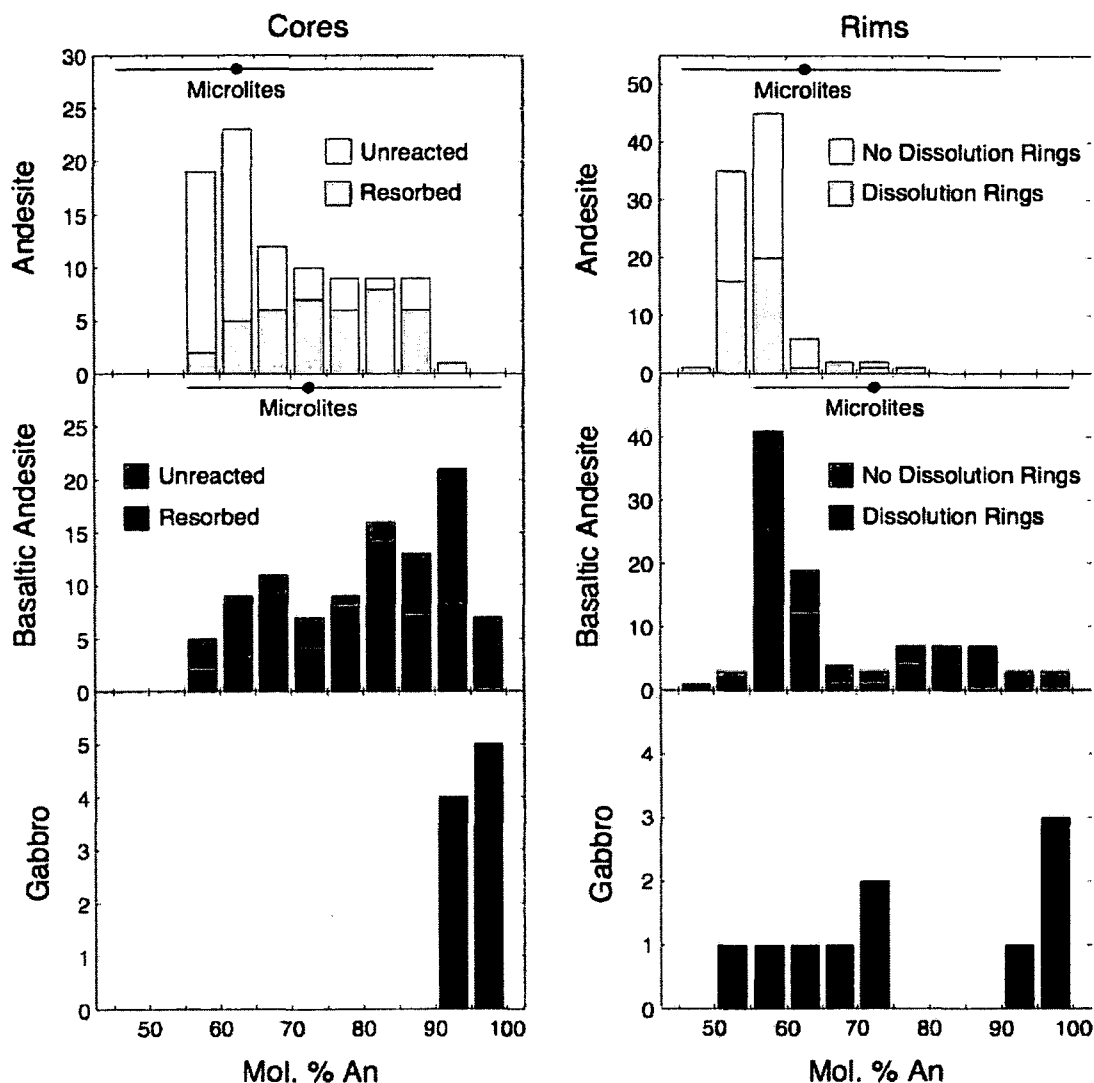 Cores
Rims
30
25
20
15
10
5
0
Andesite
Microlites
Unreacted
Resorbed
50
40
30
20
10
0
Andesite
Microlites
No Dissolution Rings
Dissolution Rings
25
20
15
10
5
0
Basaltic Andesite
Microlites
Unreacted
Resorbed
40
30
20
10
0
Basaltic Andesite
Microlites
No Dissolution Rings
Dissolution Rings
5
4
3
2
1
0
Gabbro
50 60 70 80 90 100
Mol. % An
4
3
2
1
0
Gabbro
50 60 70 80 90 100
Mol. % An